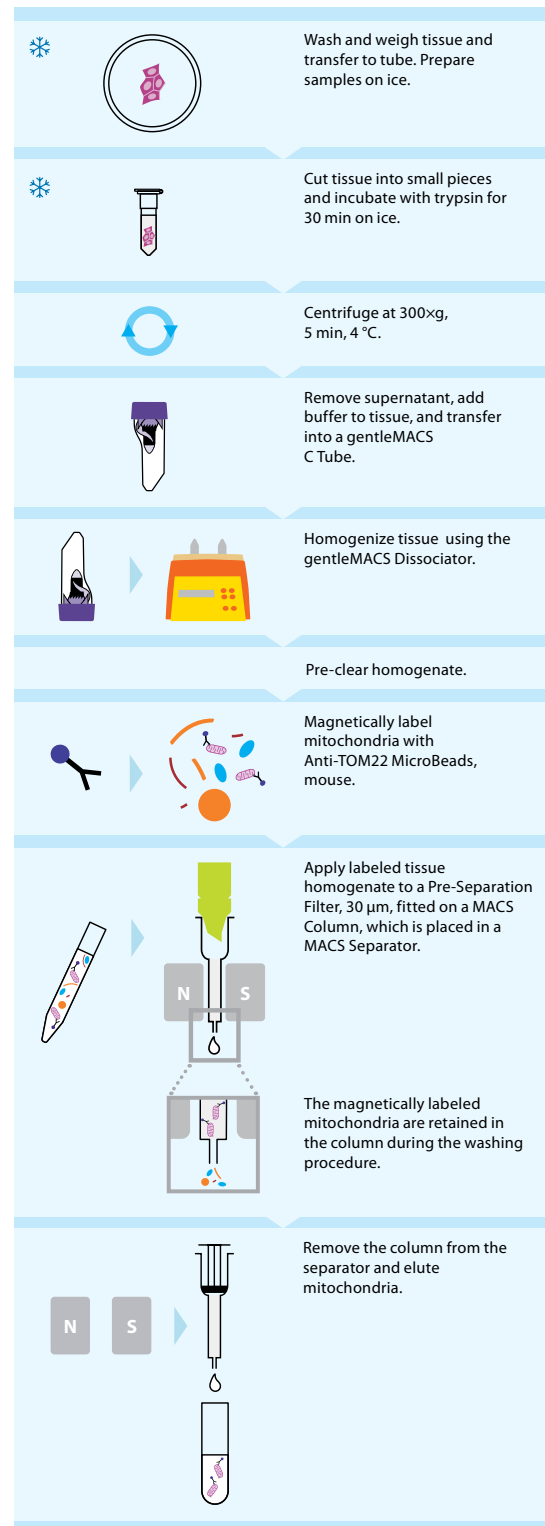 Wash and weigh tissue and
transfer to tube. Prepare
samples on ice.
Cut tissue into small pieces
and incubate with trypsin for
30 min on ice.
Centrifuge at 300×g,
5 min, 4 °C.
Remove supernatant, add
buffer to tissue, and transfer
into a gentleMACS
C Tube.
Homogenize tissue using the
gentleMACS Dissociator.
Pre-clear homogenate.
Magnetically label
mitochondria with
Anti-TOM22 MicroBeads,
mouse.
Apply labeled tissue
homogenate to a Pre-Separation
Filter, 30 μm, fitted on a MACS
Column, which is placed in a
MACS Separator.
N S
The magnetically labeled
mitochondria are retained in
the column during the washing
procedure.
Remove the column from the
separator and elute
mitochondria.
N S